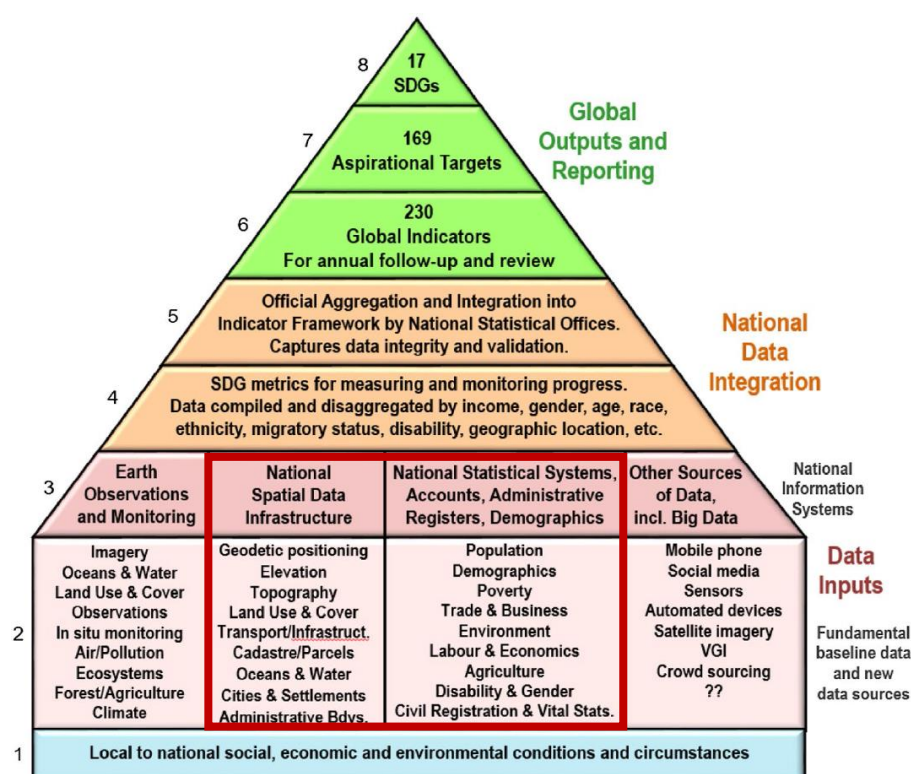 8
17
SDGs
7
169
Aspirational Targets
Global
Outputs and
Reporting
6
230
Global Indicators
For annual follow-up and review
5
Official Aggregation and Integration into
Indicator Framework by National Statistical Offices.
Captures data integrity and validation.
National
Data
Integration
4
SDG metrics for measuring and monitoring progress.
Data compiled and disaggregated by income, gender, age, race,
ethnicity, migratory status, disability, geographic location, etc.
3
Earth
Observations
and Monitoring
National
Spatial Data
Infrastructure
National Statistical Systems,
Accounts, Administrative
Registers, Demographics
Other Sources
of Data,
incl. Big Data
National
Information
Systems
2
Imagery
Oceans & Water
Land Use & Cover
Observations
In situ monitoring
Air/Pollution
Ecosystems
Forest/Agriculture
Climate
Geodetic positioning
Elevation
Topography
Land Use & Cover
Transport/Infrastruct.
Cadastre/Parcels
Oceans & Water
Cities & Settlements
Administrative Bdys.
Population
Demographics
Poverty
Trade & Business
Environment
Labour & Economics
Agriculture
Disability & Gender
Civil Registration & Vital Stats.
Mobile phone
Social media
Sensors
Automated devices
Satellite imagery
VGI
Crowd sourcing
??
Data
Inputs
Fundamental
baseline data
and new
data sources
1
Local to national social, economic and environmental conditions and circumstances